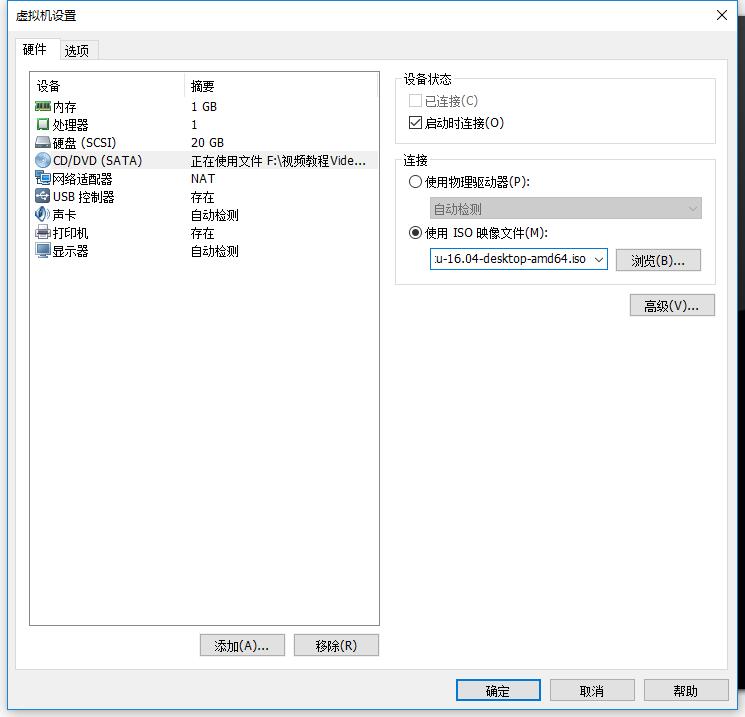 虚拟机设置
硬件 选项
设备 摘要
内存 1 GB
处理器 1
硬盘 (SCSI) 20 GB
CD/DVD (SATA) 正在使用文件 F:\视频教程Vide...
网络适配器 NAT
USB 控制器 存在
声卡 自动检测
打印机 存在
显示器 自动检测
添加(A)... 移除(R)
设备状态
已连接(C)
启动时连接(O)
连接
使用物理驱动器(P):
自动检测
使用 ISO 映像文件(M):
u-16.04-desktop-amd64.iso 浏览(B)...
高级(V)...
确定 取消 帮助